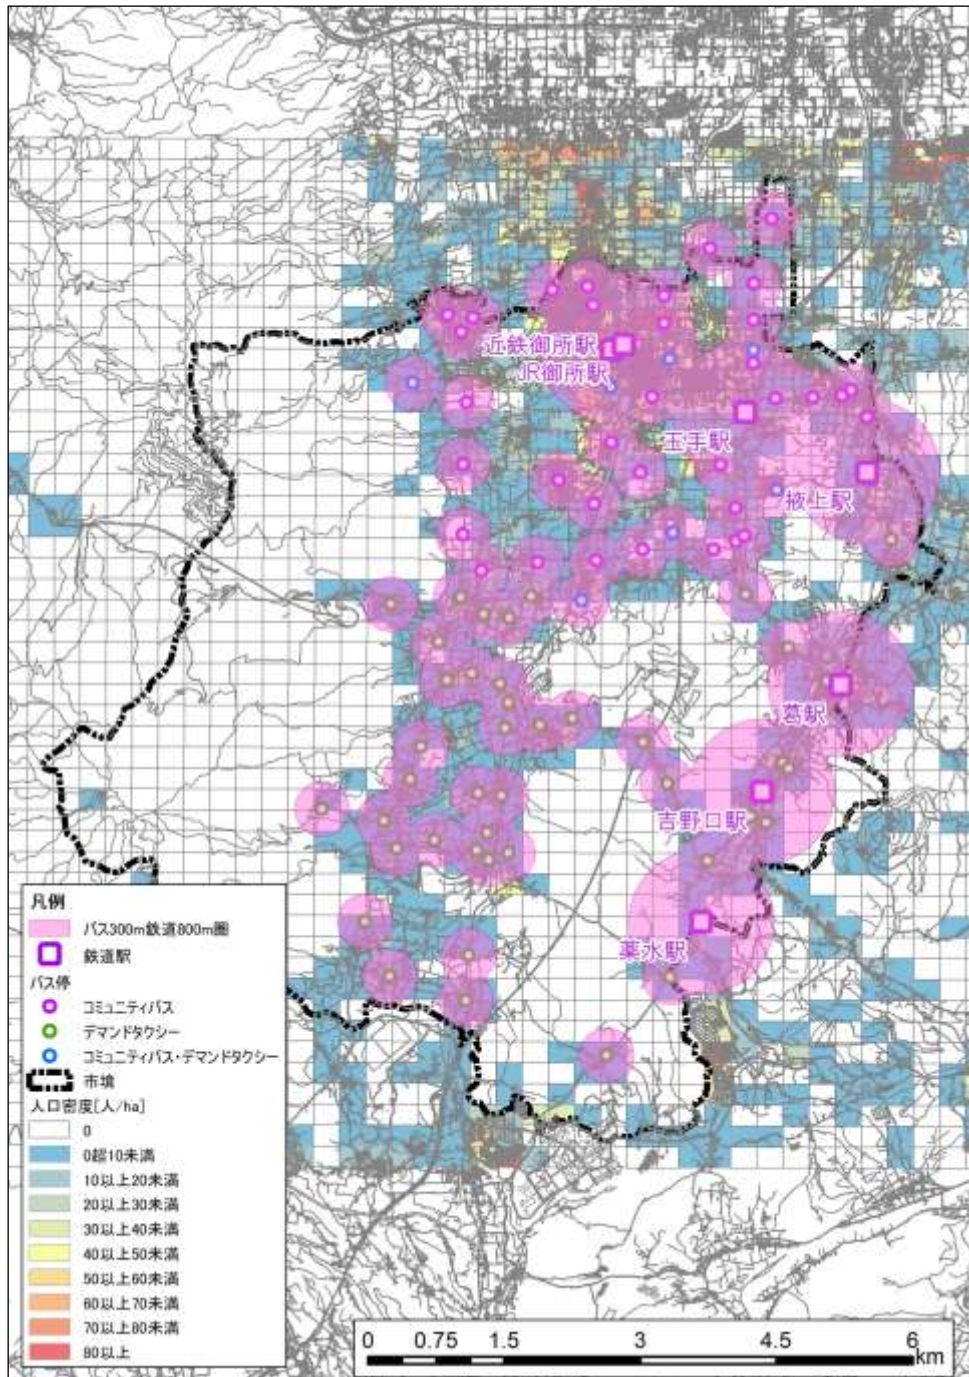 近鉄御所駅
JR御所駅
玉手駅
掖上駅
葛駅
吉野口駅
薬水駅
凡例
バス300m鉄道800m圏
鉄道駅
バス停
コミュニティバス
デマンドタクシー
コミュニティバス・デマンドタクシー
市境
人口密度[人/ha]
0
0超10未満
10以上20未満
20以上30未満
30以上40未満
40以上50未満
50以上60未満
60以上70未満
70以上80未満
80以上
0 0.75 1.5 3 4.5 6
km